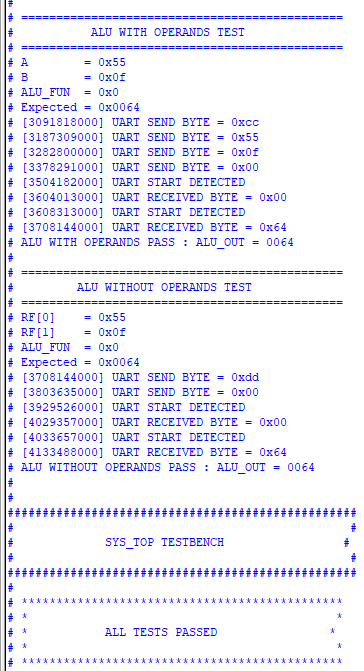 #
# ==============================================
#           ALU WITH OPERANDS TEST
# ==============================================
# A        = 0x55
# B        = 0x0f
# ALU_FUN  = 0x0
# Expected = 0x0064
# [3091818000] UART SEND BYTE = 0xcc
# [3187309000] UART SEND BYTE = 0x55
# [3282800000] UART SEND BYTE = 0x0f
# [3378291000] UART SEND BYTE = 0x00
# [3504182000] UART START DETECTED
# [3604013000] UART RECEIVED BYTE = 0x00
# [3608313000] UART START DETECTED
# [3708144000] UART RECEIVED BYTE = 0x64
# ALU WITH OPERANDS PASS : ALU_OUT = 0064
#
# ==============================================
#         ALU WITHOUT OPERANDS TEST
# ==============================================
# RF[0]    = 0x55
# RF[1]    = 0x0f
# ALU_FUN  = 0x0
# Expected = 0x0064
# [3708144000] UART SEND BYTE = 0xdd
# [3803635000] UART SEND BYTE = 0x00
# [3929526000] UART START DETECTED
# [4029357000] UART RECEIVED BYTE = 0x00
# [4033657000] UART START DETECTED
# [4133488000] UART RECEIVED BYTE = 0x64
# ALU WITHOUT OPERANDS PASS : ALU_OUT = 0064
#
#
##################################################
#                                                #
#             SYS_TOP TESTBENCH                 #
#                                                #
##################################################
#
# **********************************************
# *                                            *
# *           ALL TESTS PASSED                *
# *                                            *
# **********************************************